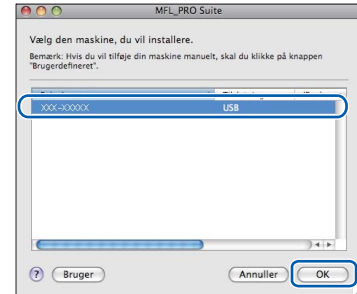 MFL_PRO Suite
Vælg den maskine, du vil installere.
Bemærk: Hvis du vil tilføje din maskine manuelt, skal du klikke på knappen
"Brugerdefineret".
XXX-XXXXX USB
? Bruger Annuller OK